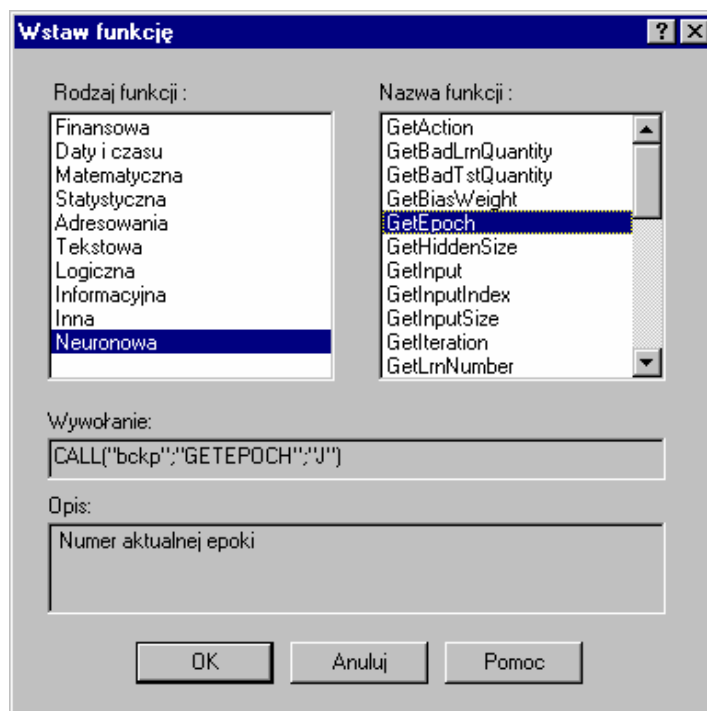 Wstaw funkcję
Rodzaj funkcji :
Finansowa
Daty i czasu
Matematyczna
Statystyczna
Adresowania
Tekstowa
Logiczna
Informacyjna
Inna
Neuronowa
Nazwa funkcji :
GetAction
GetBadLrnQuantity
GetBadTstQuantity
GetBiasWeight
GetEpoch
GetHiddenSize
GetInput
GetInputIndex
GetInputSize
GetIteration
GetLrnNumber
Wywołanie:
CALL("bckp";"GETEPOCH";"J")
Opis:
Numer aktualnej epoki
OK Anuluj Pomoc